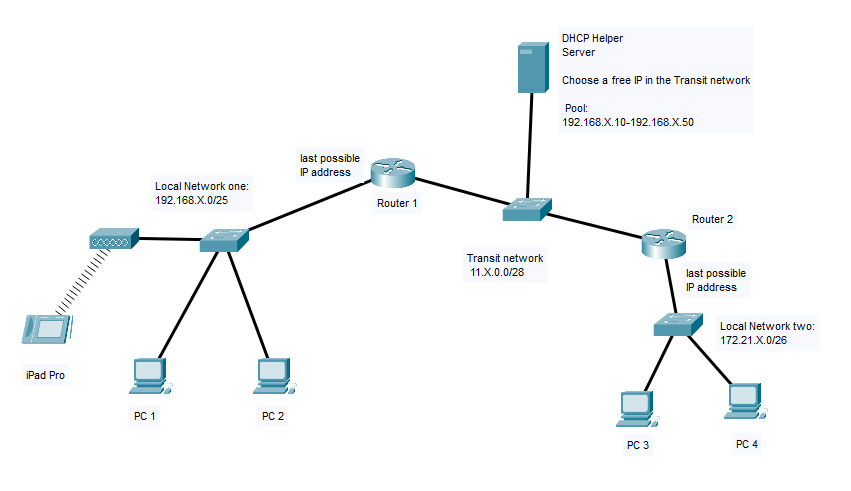 DHCP Helper
Server
Choose a free IP in the Transit network
Pool:
192.168.X.10-192.168.X.50
last possible
IP address
Local Network one:
192.168.X.0/25
Router 1
Router 2
Transit network
11.X.0.0/28
last possible
IP address
Local Network two:
172.21.X.0/26
iPad Pro
PC 1
PC 2
PC 3
PC 4